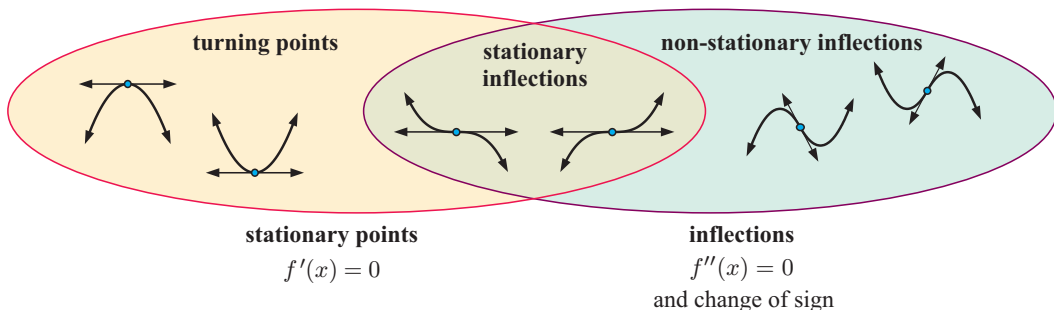 turning points
stationary
inflections
non-stationary inflections
stationary points
f'(x) = 0
inflections
f''(x) = 0
and change of sign